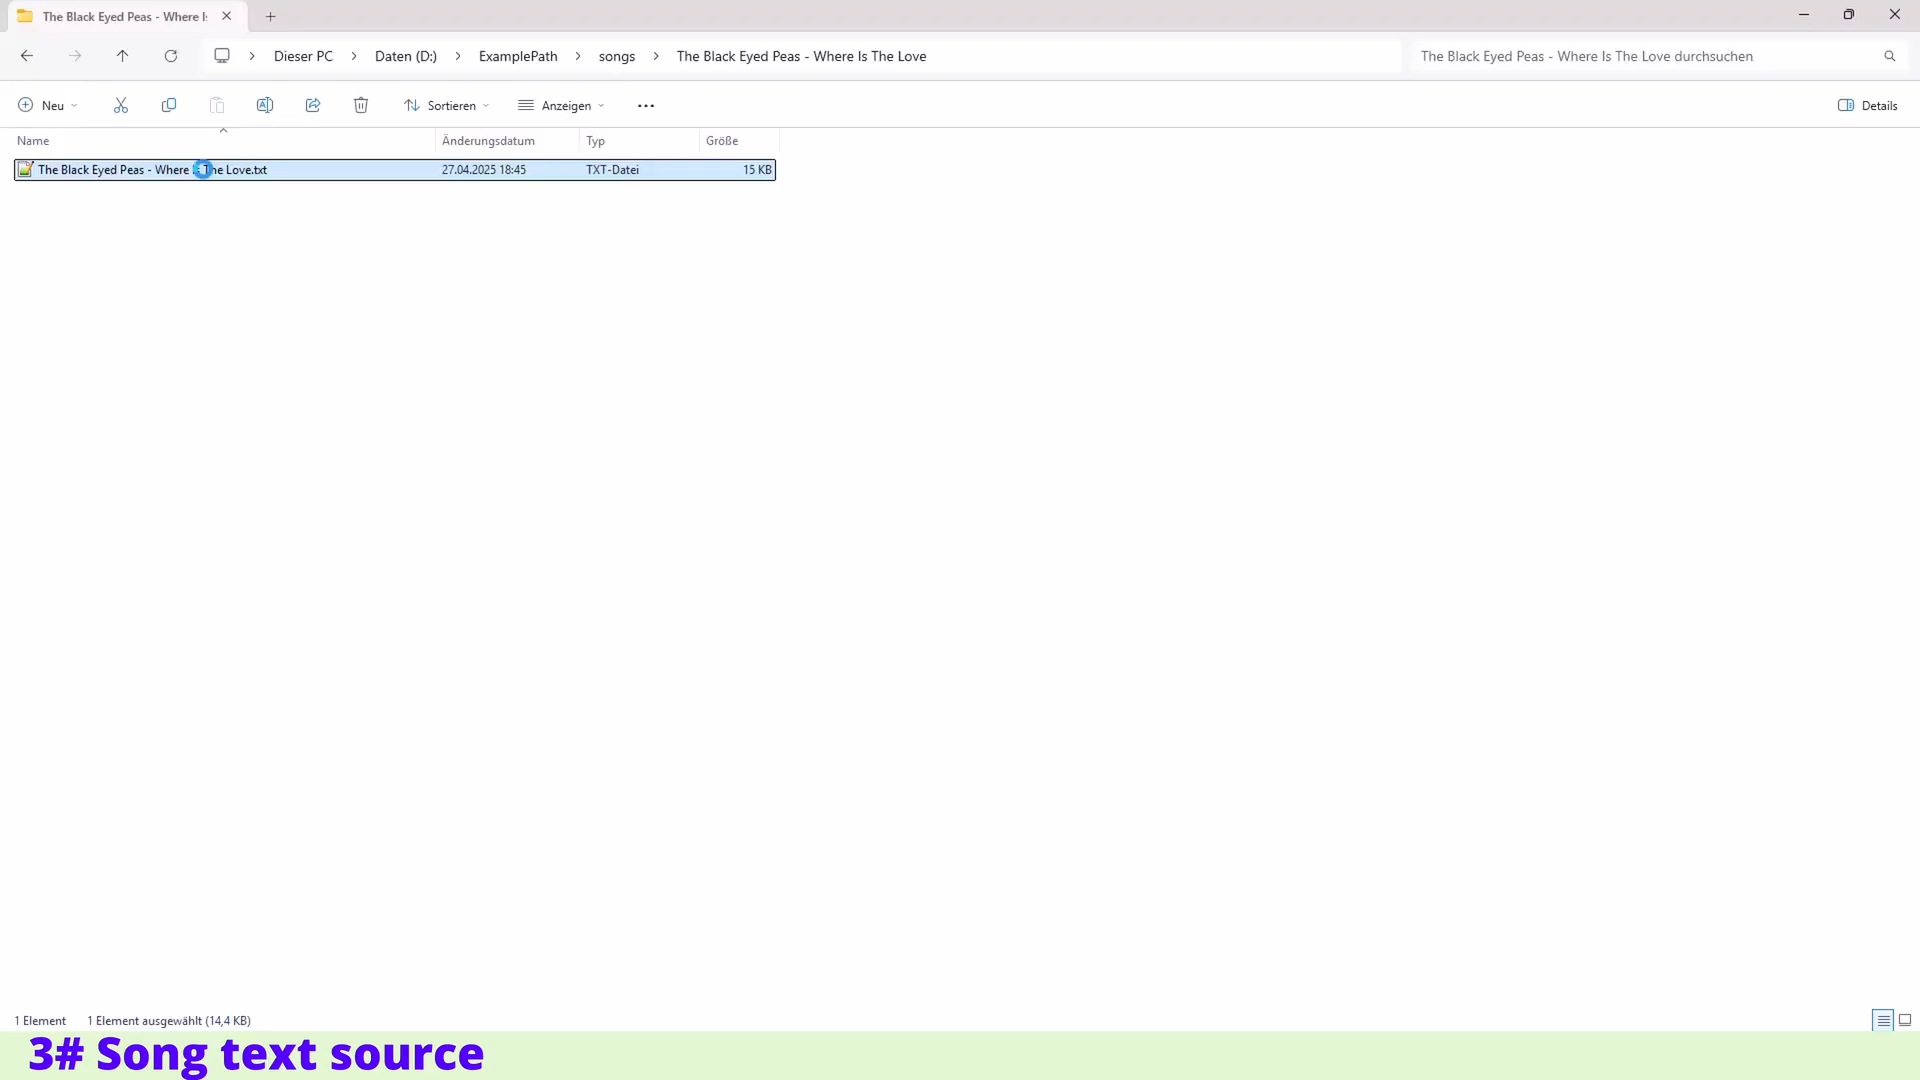 The Black Eyed Peas - Where I
Dieser PC
Daten (D:)
ExamplePath
songs
The Black Eyed Peas - Where Is The Love
The Black Eyed Peas - Where Is The Love durchsuchen
Neu
Sortieren
Anzeigen
Details
Name
Änderungsdatum
Typ
Größe
The Black Eyed Peas - Where The Love.txt
27.04.2025 18:45
TXT-Datei
15 KB
1 Element
1 Element ausgewählt (14,4 KB)
3# Song text source